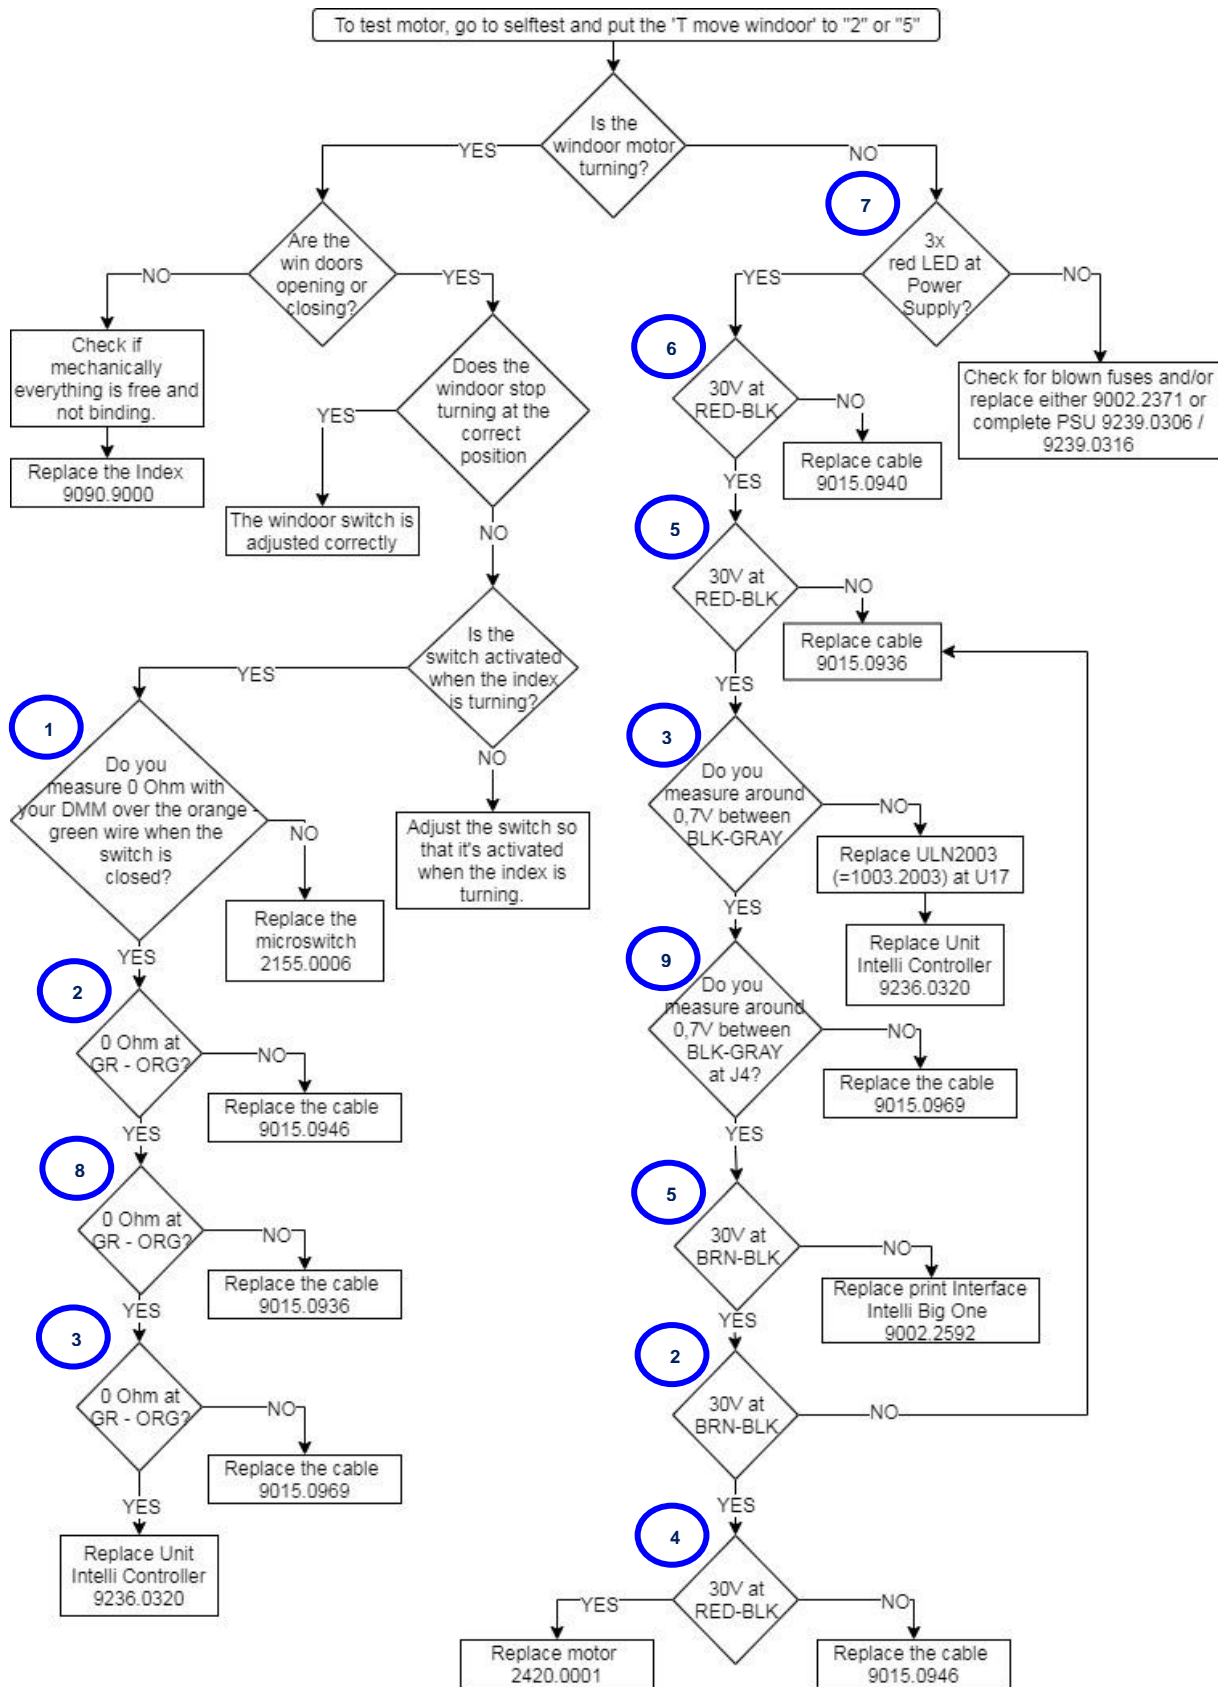 To test motor, go to selftest and put the 'T move windoor' to "2" or "5"
Is the
windoor motor
turning?
YES
NO
7
Are the
win doors
opening or
closing?
3x
red LED at
Power
Supply?
NO
YES
YES
NO
Check if
mechanically
everything is free and
not binding.
6
Does the
windoor stop
turning at the
correct
position
30V at
RED-BLK
Check for blown fuses and/or
replace either 9002.2371 or
complete PSU 9239.0306 /
9239.0316
YES
NO
Replace the Index
9090.9000
Replace cable
9015.0940
YES
The windoor switch is
adjusted correctly
NO
5
30V at
RED-BLK
NO
Is the
switch activated
when the index
is turning?
Replace cable
9015.0936
YES
YES
1
Do you
measure 0 Ohm with
your DMM over the orange -
green wire when the
switch is
closed?
NO
NO
Adjust the switch so
that it's activated
when the index is
turning.
3
Do you
measure around
0,7V between
BLK-GRAY
NO
Replace ULN2003
(=1003.2003) at U17
Replace the
microswitch
2155.0006
YES
YES
Replace Unit
Intelli Controller
9236.0320
2
0 Ohm at
GR - ORG?
NO
9
Do you
measure around
0,7V between
BLK-GRAY
at J4?
NO
Replace the cable
9015.0946
Replace the cable
9015.0969
YES
YES
8
0 Ohm at
GR - ORG?
NO
5
30V at
BRN-BLK
NO
Replace the cable
9015.0936
Replace print Interface
Intelli Big One
9002.2592
YES
YES
3
0 Ohm at
GR - ORG?
NO
2
30V at
BRN-BLK
NO
Replace the cable
9015.0969
YES
YES
Replace Unit
Intelli Controller
9236.0320
4
30V at
RED-BLK
YES
NO
Replace motor
2420.0001
Replace the cable
9015.0946